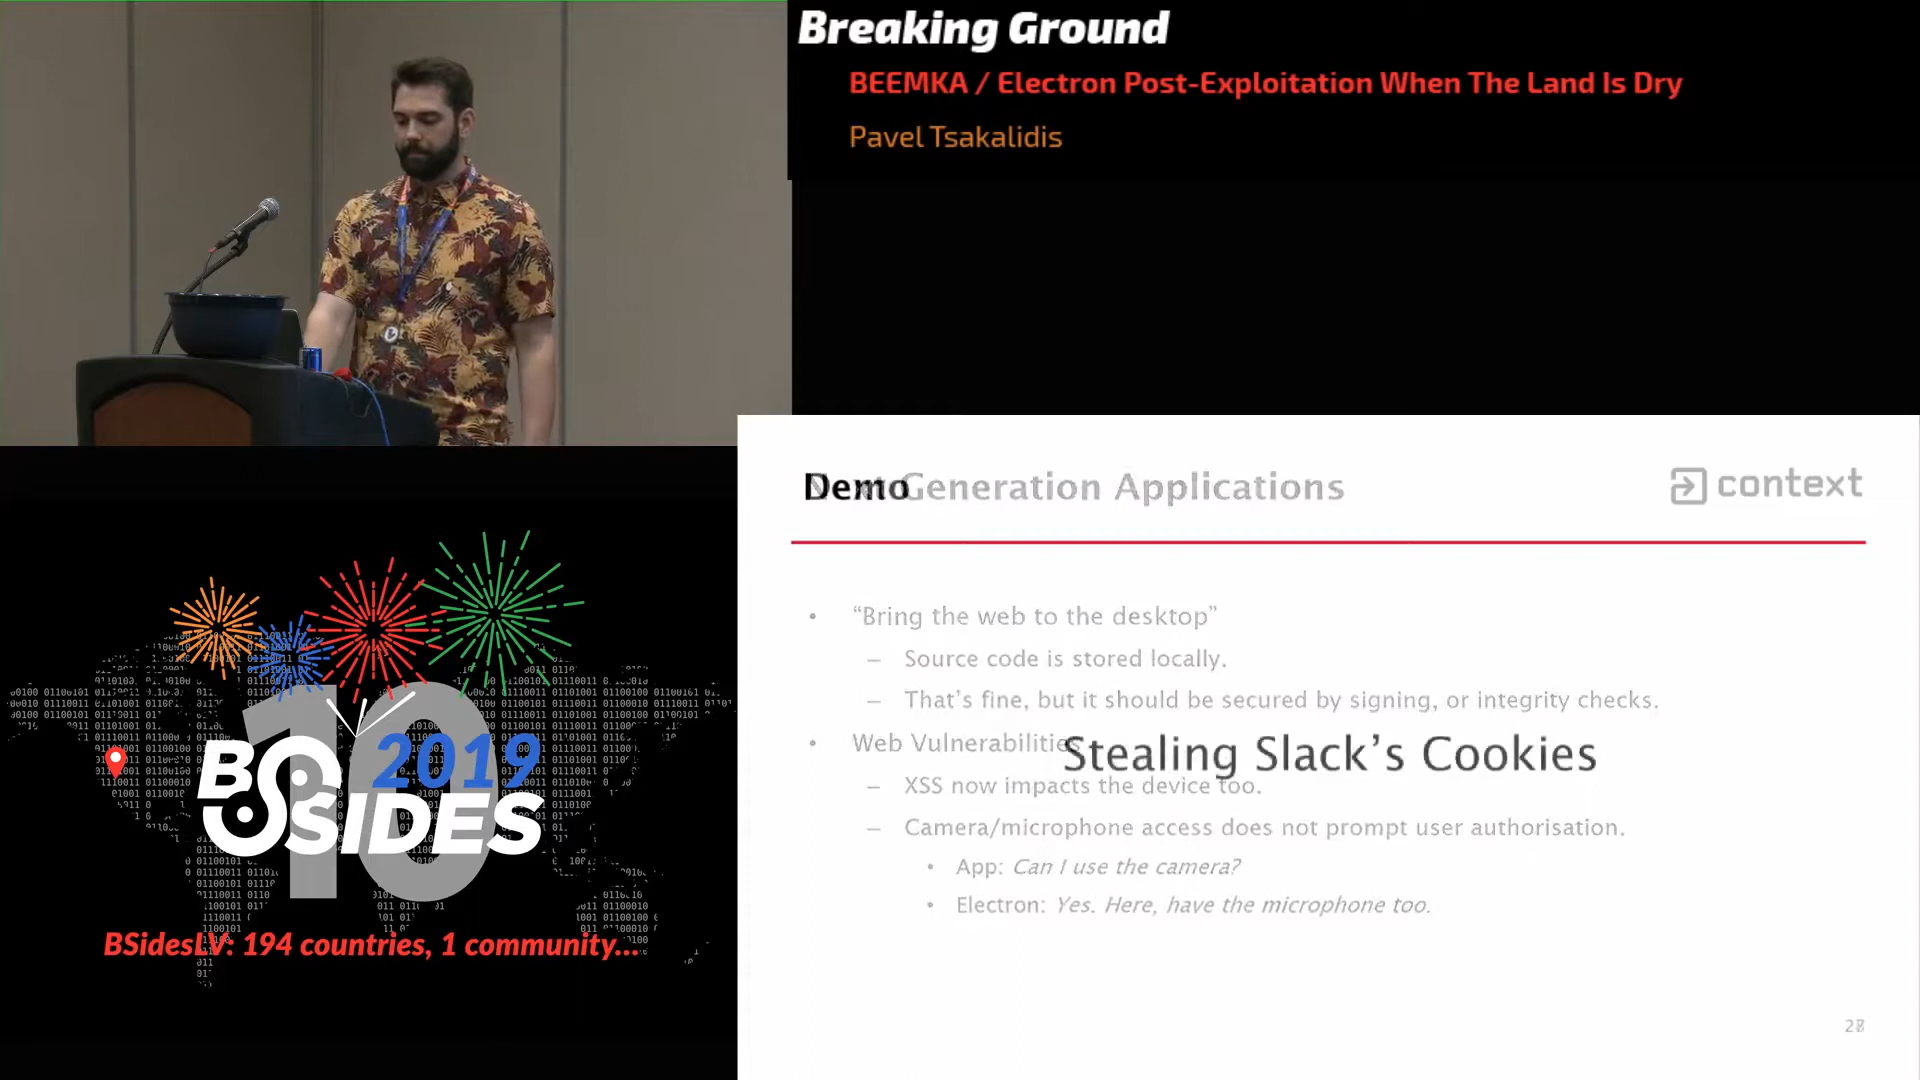 Breaking Ground
BEEMKA / Electron Post-Exploitation When The Land Is Dry
Pavel Tsakalidis
Demo
Generation Applications
context
• “Bring the web to the desktop”
– Source code is stored locally.
– That’s fine, but it should be secured by signing, or integrity checks.
• Web Vulnerabilities
Stealing Slack’s Cookies
– XSS now impacts the device too.
– Camera/microphone access does not prompt user authorisation.
• App: Can I use the camera?
• Electron: Yes. Here, have the microphone too.
10
2019
BSIDES
BSidesLV: 194 countries, 1 community...